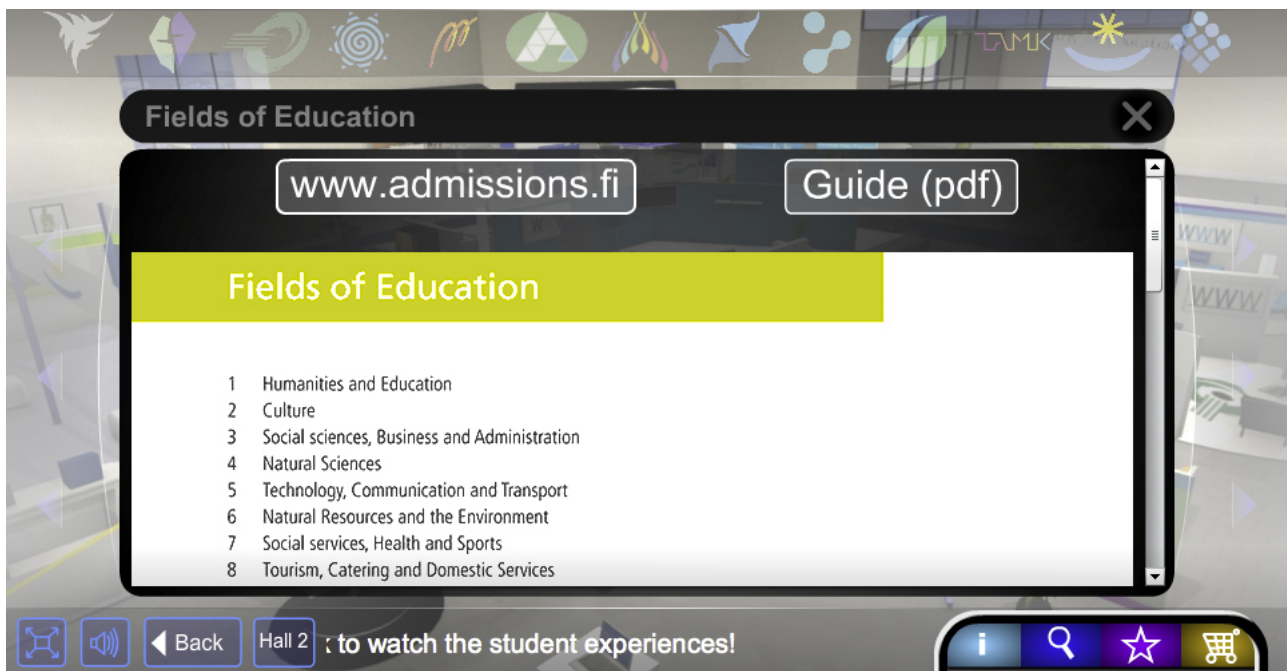 TAMK
Fields of Education
www.admissions.fi
Guide (pdf)
WWW
WWW
Fields of Education
1 Humanities and Education
2 Culture
3 Social sciences, Business and Administration
4 Natural Sciences
5 Technology, Communication and Transport
6 Natural Resources and the Environment
7 Social services, Health and Sports
8 Tourism, Catering and Domestic Services
Back
Hall 2
to watch the student experiences!
i